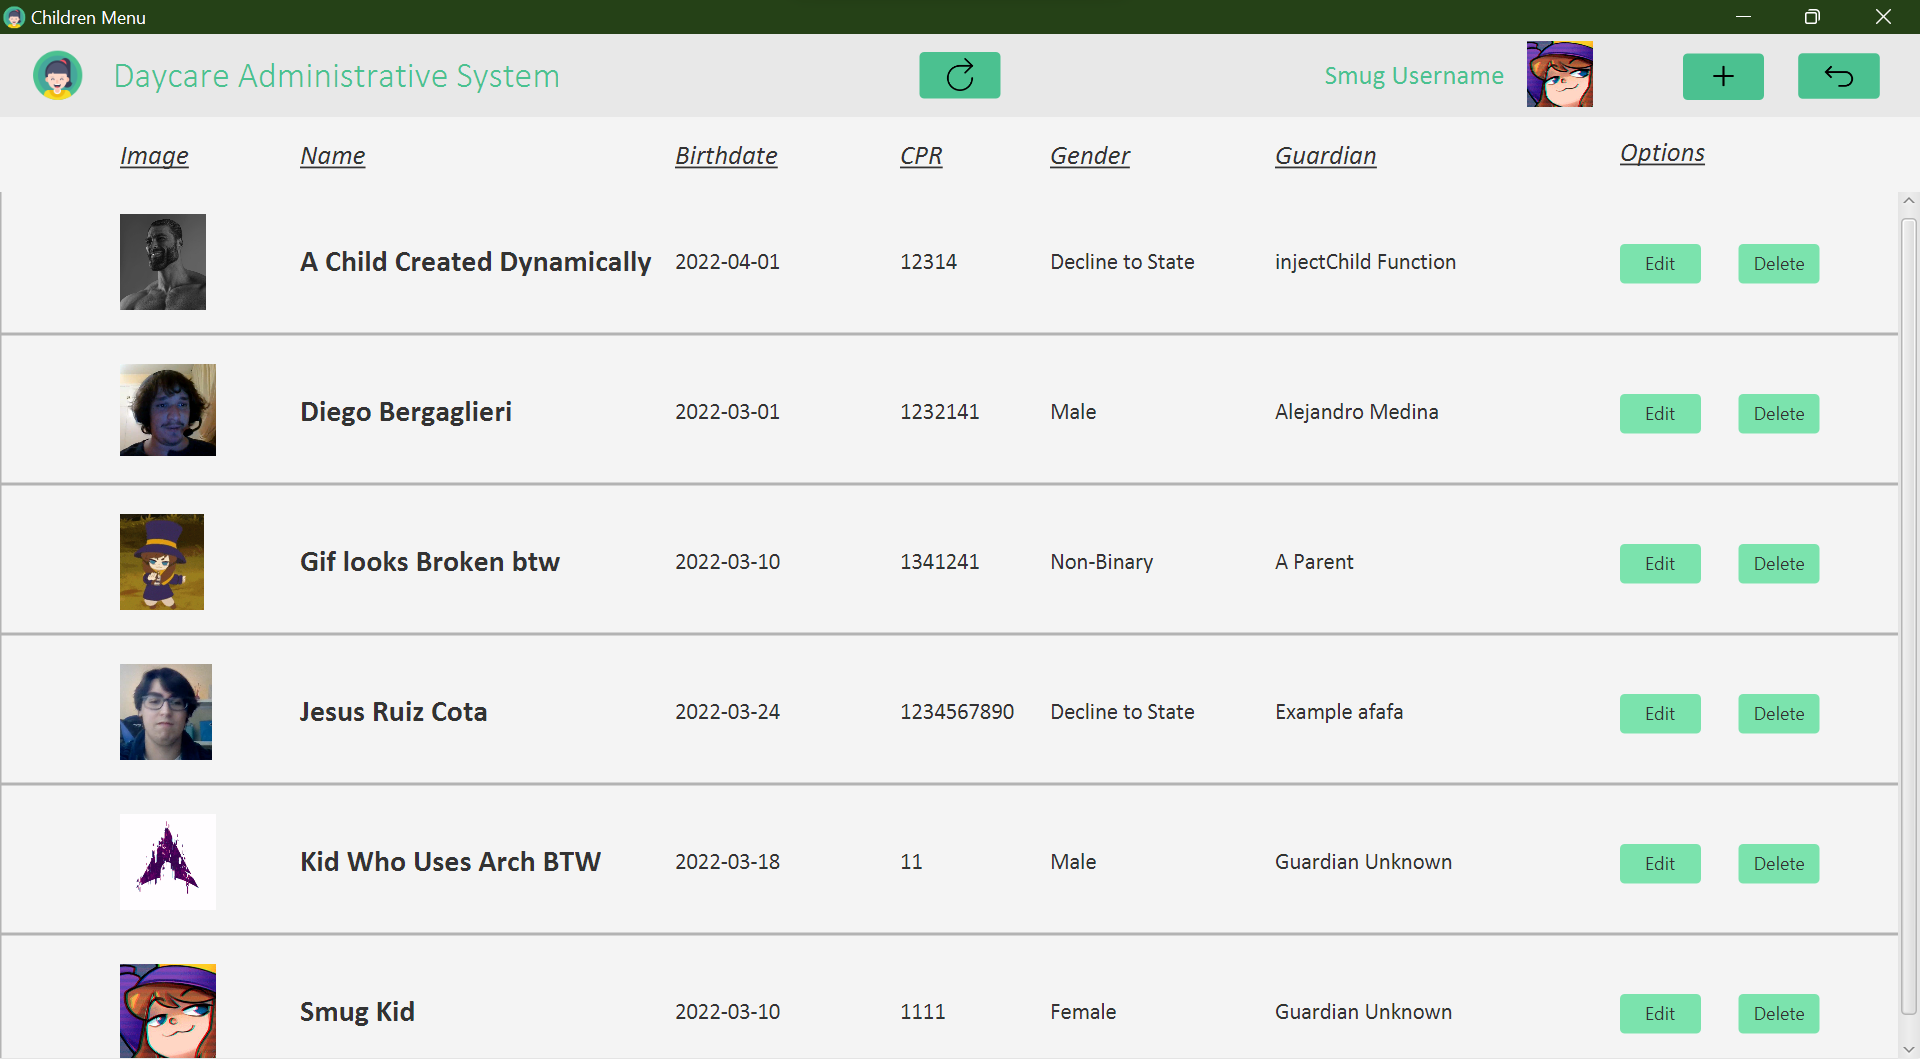 Children Menu
Daycare Administrative System
Smug Username
Image Name Birthdate CPR Gender Guardian Options
A Child Created Dynamically 2022-04-01 12314 Decline to State injectChild Function Edit Delete
Diego Bergaglieri 2022-03-01 1232141 Male Alejandro Medina Edit Delete
Gif looks Broken btw 2022-03-10 1341241 Non-Binary A Parent Edit Delete
Jesus Ruiz Cota 2022-03-24 1234567890 Decline to State Example afafa Edit Delete
Kid Who Uses Arch BTW 2022-03-18 11 Male Guardian Unknown Edit Delete
Smug Kid 2022-03-10 1111 Female Guardian Unknown Edit Delete